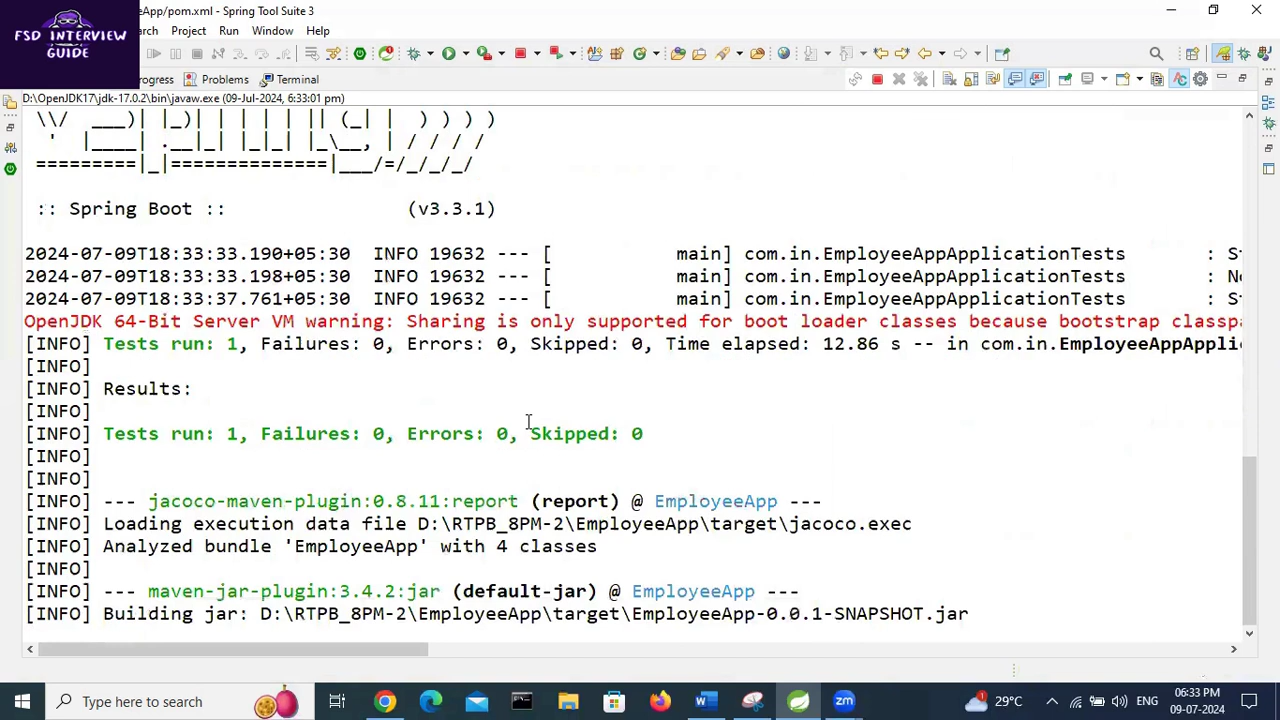 FSD INTERVIEW
GUIDE
eeApp/pom.xml - Spring Tool Suite 3
arch Project Run Window Help
rogress Problems Terminal
D:\OpenJDK17\jdk-17.0.2\bin\javaw.exe (09-Jul-2024, 6:33:01 pm)
\\/ ___)| |_)| | | | | || (_| | ) ) ) )
' |____| .__|_| |_|_| |_\__, | / / / /
=========|_|==============|___/=/_/_/_/
:: Spring Boot :: (v3.3.1)
2024-07-09T18:33:33.190+05:30 INFO 19632 --- [ main] com.in.EmployeeAppApplicationTests : S
2024-07-09T18:33:33.198+05:30 INFO 19632 --- [ main] com.in.EmployeeAppApplicationTests : No
2024-07-09T18:33:37.761+05:30 INFO 19632 --- [ main] com.in.EmployeeAppApplicationTests : S
OpenJDK 64-Bit Server VM warning: Sharing is only supported for boot loader classes because bootstrap classpa
[INFO] Tests run: 1, Failures: 0, Errors: 0, Skipped: 0, Time elapsed: 12.86 s -- in com.in.EmployeeAppAppli
[INFO]
[INFO] Results:
[INFO]
[INFO] Tests run: 1, Failures: 0, Errors: 0, Skipped: 0
[INFO]
[INFO]
[INFO] --- jacoco-maven-plugin:0.8.11:report (report) @ EmployeeApp ---
[INFO] Loading execution data file D:\RTPB_8PM-2\EmployeeApp\target\jacoco.exec
[INFO] Analyzed bundle 'EmployeeApp' with 4 classes
[INFO]
[INFO] --- maven-jar-plugin:3.4.2:jar (default-jar) @ EmployeeApp ---
[INFO] Building jar: D:\RTPB_8PM-2\EmployeeApp\target\EmployeeApp-0.0.1-SNAPSHOT.jar
Type here to search
29°C
ENG
06:33 PM
09-07-2024